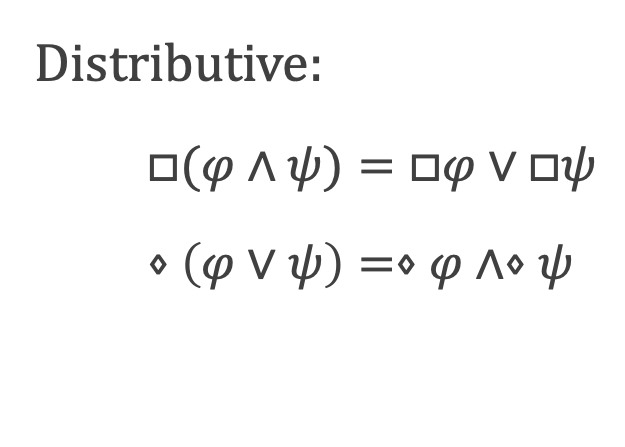 Distributive:
□(φ ∧ ψ) = □φ ∨ □ψ
⋄ (φ ∨ ψ) =⋄ φ ∧⋄ ψ